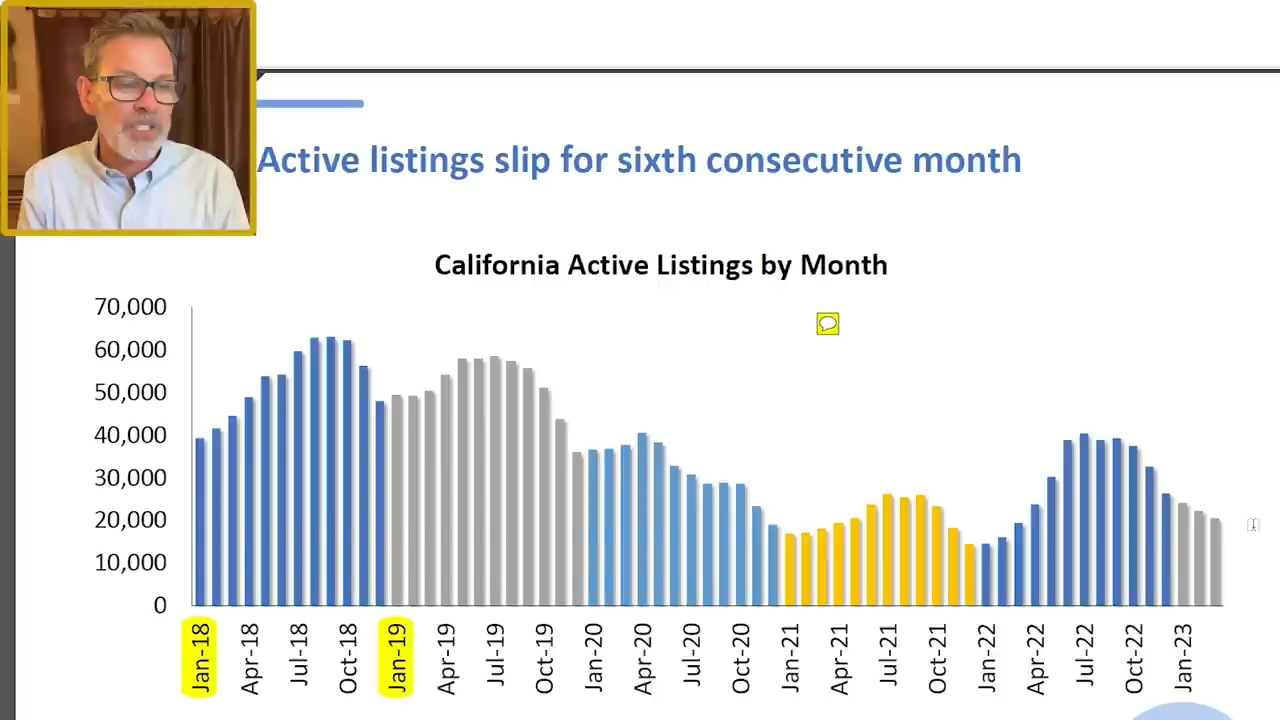 Active listings slip for sixth consecutive month
California Active Listings by Month
70,000
60,000
50,000
40,000
30,000
20,000
10,000
0
Jan-18
Apr-18
Jul-18
Oct-18
Jan-19
Apr-19
Jul-19
Oct-19
Jan-20
Apr-20
Jul-20
Oct-20
Jan-21
Apr-21
Jul-21
Oct-21
Jan-22
Apr-22
Jul-22
Oct-22
Jan-23